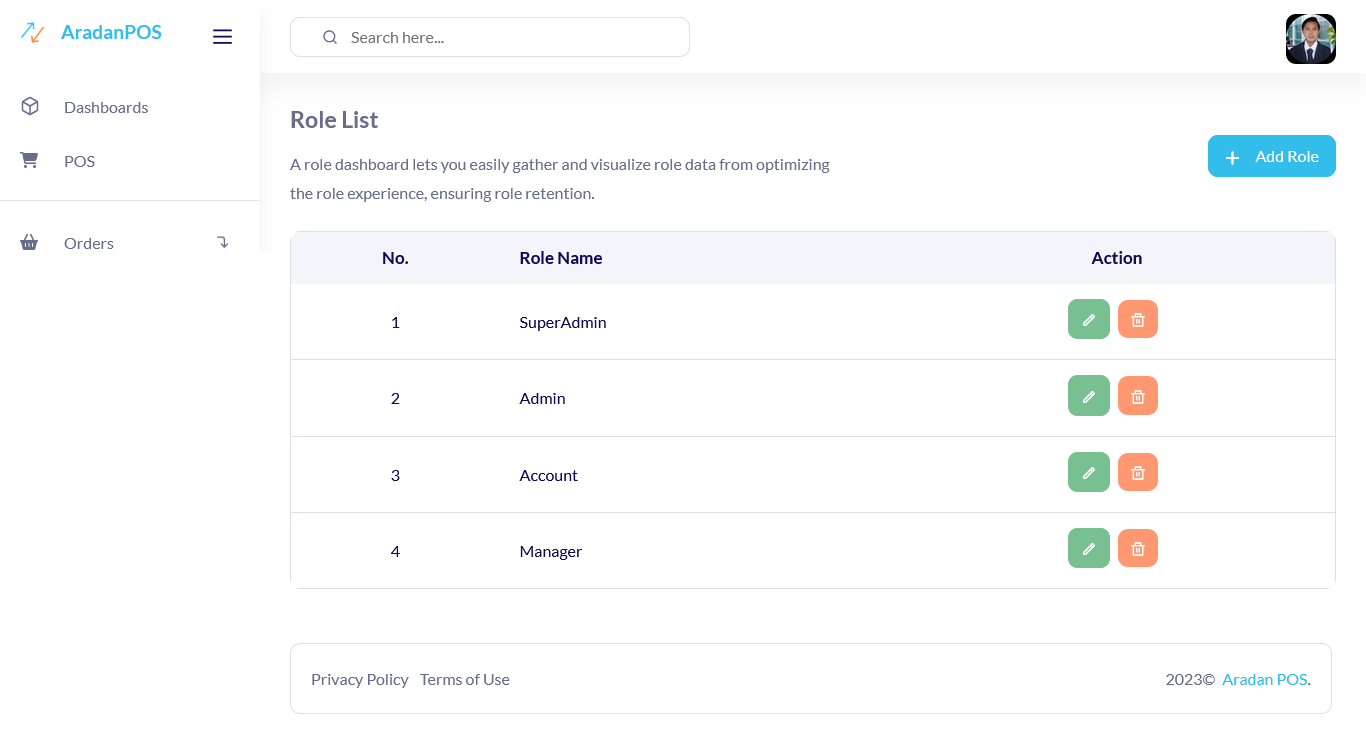 AradanPOS
Search here...
Dashboards
POS
Orders
Role List
A role dashboard lets you easily gather and visualize role data from optimizing
the role experience, ensuring role retention.
Add Role
No. Role Name Action
1 SuperAdmin
2 Admin
3 Account
4 Manager
Privacy Policy Terms of Use 2023© Aradan POS.